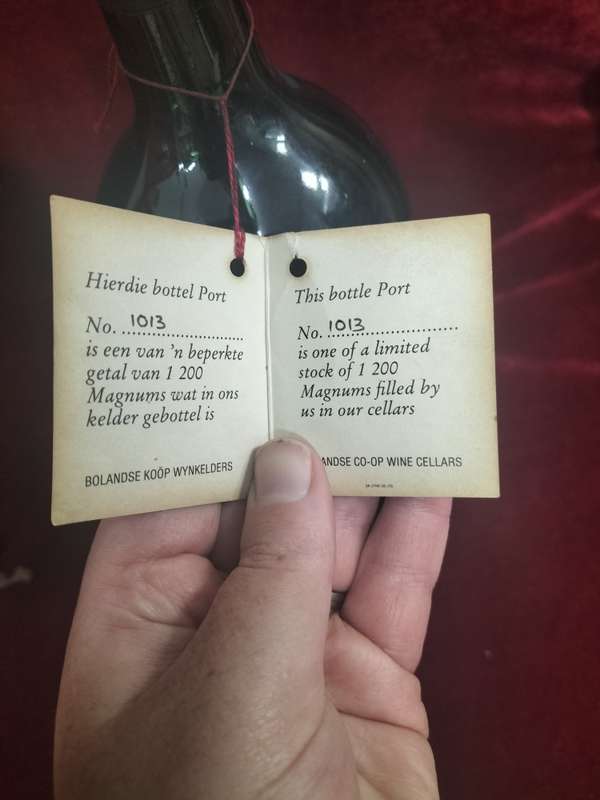 Hierdie bottel Port
No. 1013
is een van 'n beperkte
getal van 1 200
Magnums wat in ons
kelder gebottel is
BOLANDSE KOÖP WYNKELDERS
This bottle Port
No. 1013
is one of a limited
stock of 1 200
Magnums filled by
us in our cellars
ANDSE CO-OP WINE CELLARS